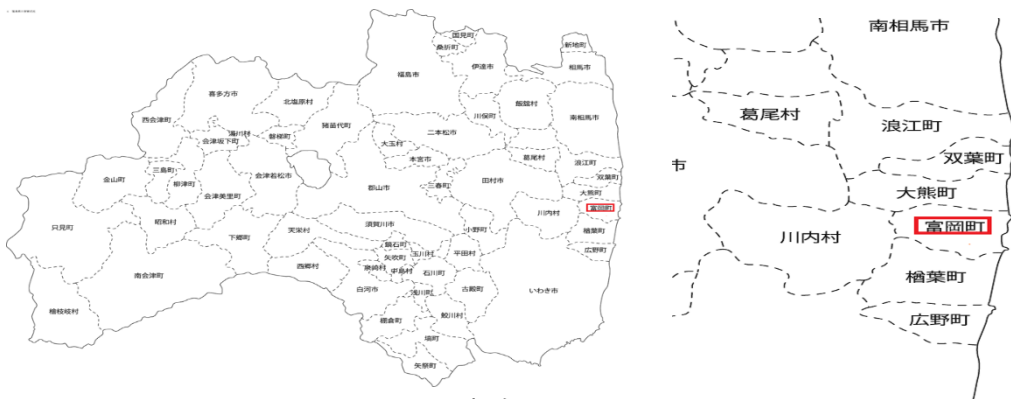 国見町
桑折町
新地町
伊達市
相馬市
福島市
喜多方市
北塩原村
飯舘村
西会津町
猪苗代町
川俣町
南相馬市
湯川村
磐梯町
二本松市
会津坂下町
大玉村
本宮市
葛尾村
浪江町
三島町
金山町
柳津町
会津若松市
双葉町
田村市
三春町
郡山市
大熊町
会津美里町
富岡町
昭和村
川内村
只見町
天栄村
須賀川市
小野町
楢葉町
下郷町
鏡石町
広野町
矢吹町
玉川村
平田村
西郷村
泉崎村
中島村
石川町
南会津町
白河市
浅川町
古殿町
いわき市
檜枝岐村
棚倉町
鮫川村
塙町
矢祭町
南相馬市
葛尾村
浪江町
双葉町
市
大熊町
富岡町
川内村
楢葉町
広野町